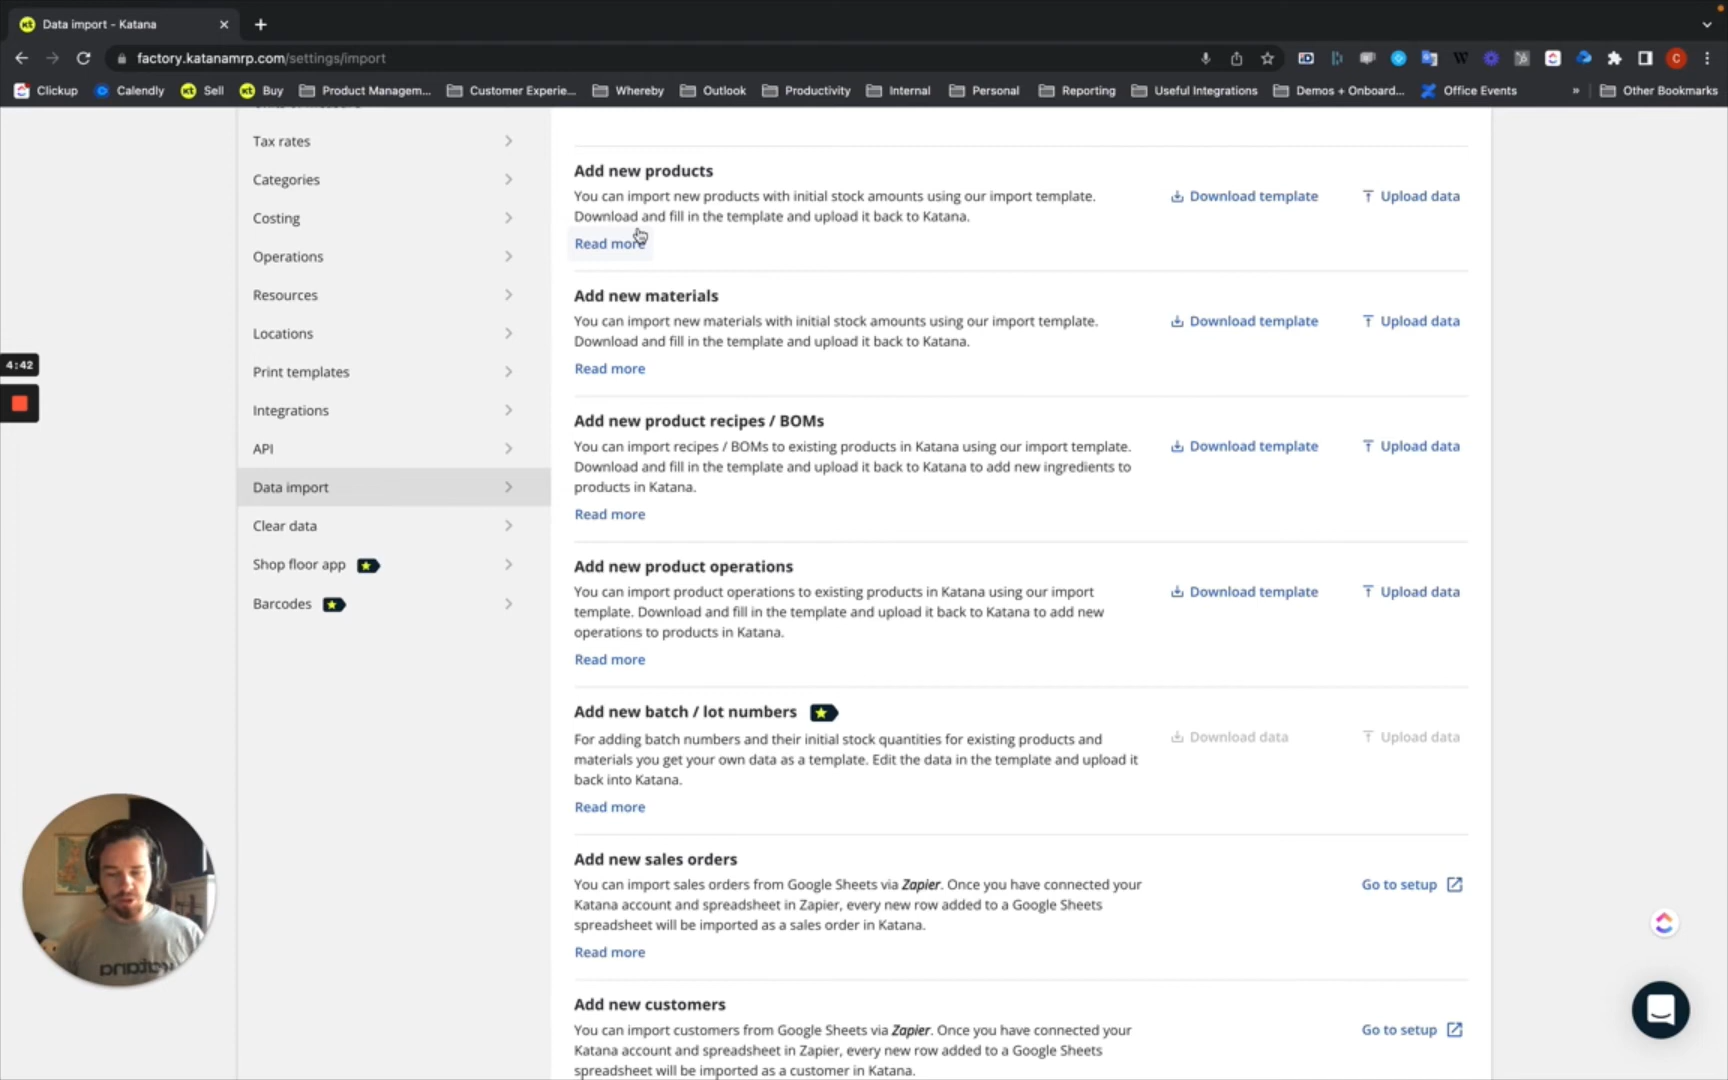 Data import - Katana
factory.katanamrp.com/settings/import
Clickup
Calendly
Sell
Buy
Product Managem...
Customer Experie...
Whereby
Outlook
Productivity
Internal
Personal
Reporting
Useful Integrations
Demos + Onboard...
Office Events
»
Other Bookmarks
Tax rates
Categories
Costing
Operations
Resources
Locations
Print templates
Integrations
API
Data import
Clear data
Shop floor app
Barcodes
4:42
Add new products
You can import new products with initial stock amounts using our import template.
Download and fill in the template and upload it back to Katana.
Read more
Download template
Upload data
Add new materials
You can import new materials with initial stock amounts using our import template.
Download and fill in the template and upload it back to Katana.
Read more
Download template
Upload data
Add new product recipes / BOMs
You can import recipes / BOMs to existing products in Katana using our import template.
Download and fill in the template and upload it back to Katana to add new ingredients to
products in Katana.
Read more
Download template
Upload data
Add new product operations
You can import product operations to existing products in Katana using our import
template. Download and fill in the template and upload it back to Katana to add new
operations to products in Katana.
Read more
Download template
Upload data
Add new batch / lot numbers
For adding batch numbers and their initial stock quantities for existing products and
materials you get your own data as a template. Edit the data in the template and upload it
back into Katana.
Read more
Download data
Upload data
Add new sales orders
You can import sales orders from Google Sheets via Zapier. Once you have connected your
Katana account and spreadsheet in Zapier, every new row added to a Google Sheets
spreadsheet will be imported as a sales order in Katana.
Read more
Go to setup
Add new customers
You can import customers from Google Sheets via Zapier. Once you have connected your
Katana account and spreadsheet in Zapier, every new row added to a Google Sheets
spreadsheet will be imported as a customer in Katana.
Go to setup